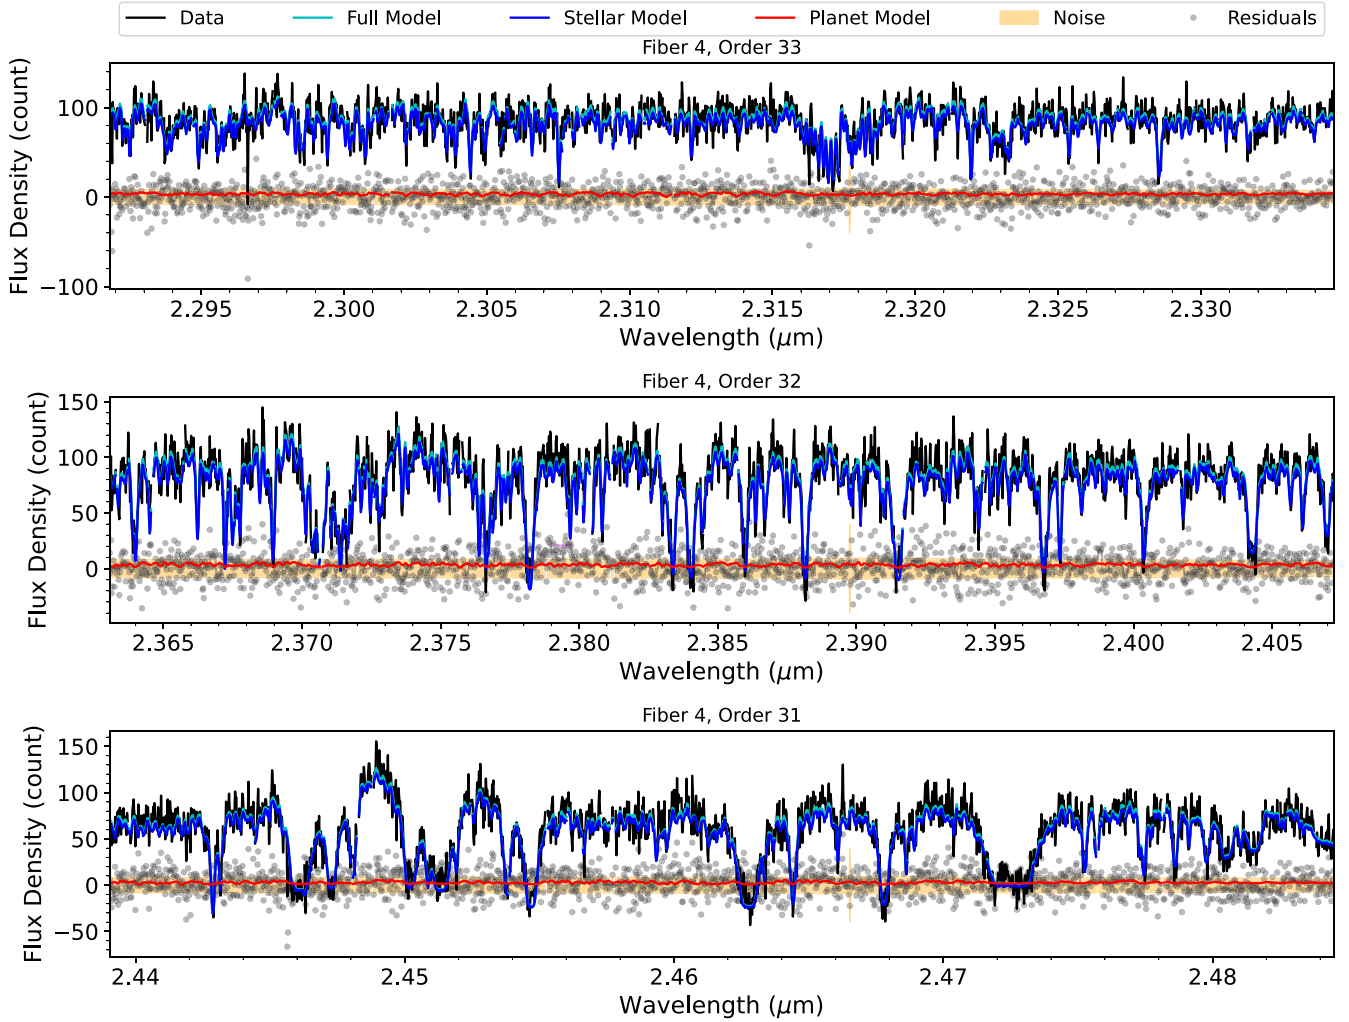 Data Full Model Stellar Model Planet Model Noise Residuals
Fiber 4, Order 33
Flux Density (count)
100
0
−100
2.295 2.300 2.305 2.310 2.315 2.320 2.325 2.330
Wavelength (μm)
Fiber 4, Order 32
Flux Density (count)
150
100
50
0
2.365 2.370 2.375 2.380 2.385 2.390 2.395 2.400 2.405
Wavelength (μm)
Fiber 4, Order 31
Flux Density (count)
150
100
50
0
−50
2.44 2.45 2.46 2.47 2.48
Wavelength (μm)